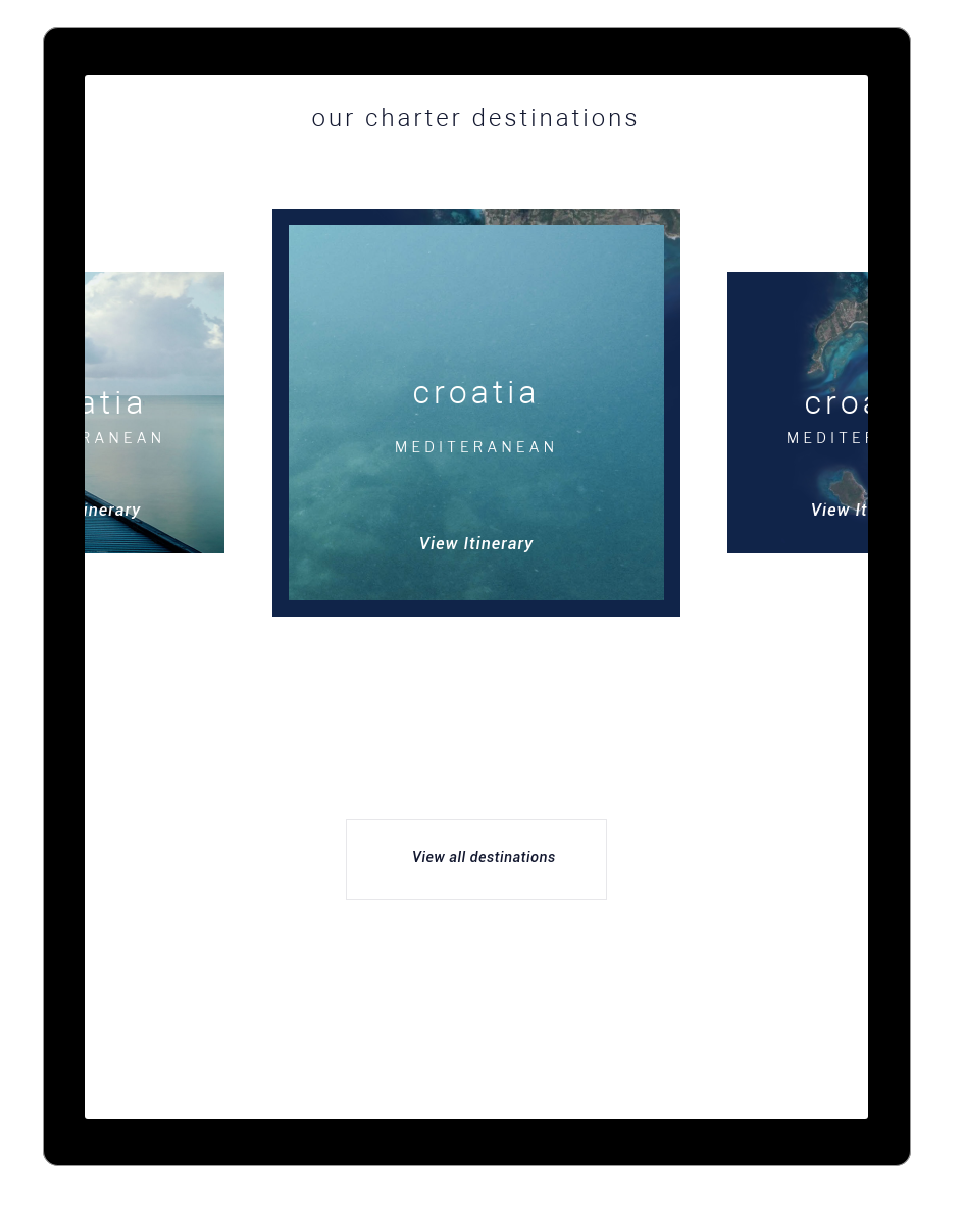 our charter destinations
atia
RANEAN
inerary
croatia
MEDITERANEAN
View Itinerary
croa
MEDITER
View It
View all destinations